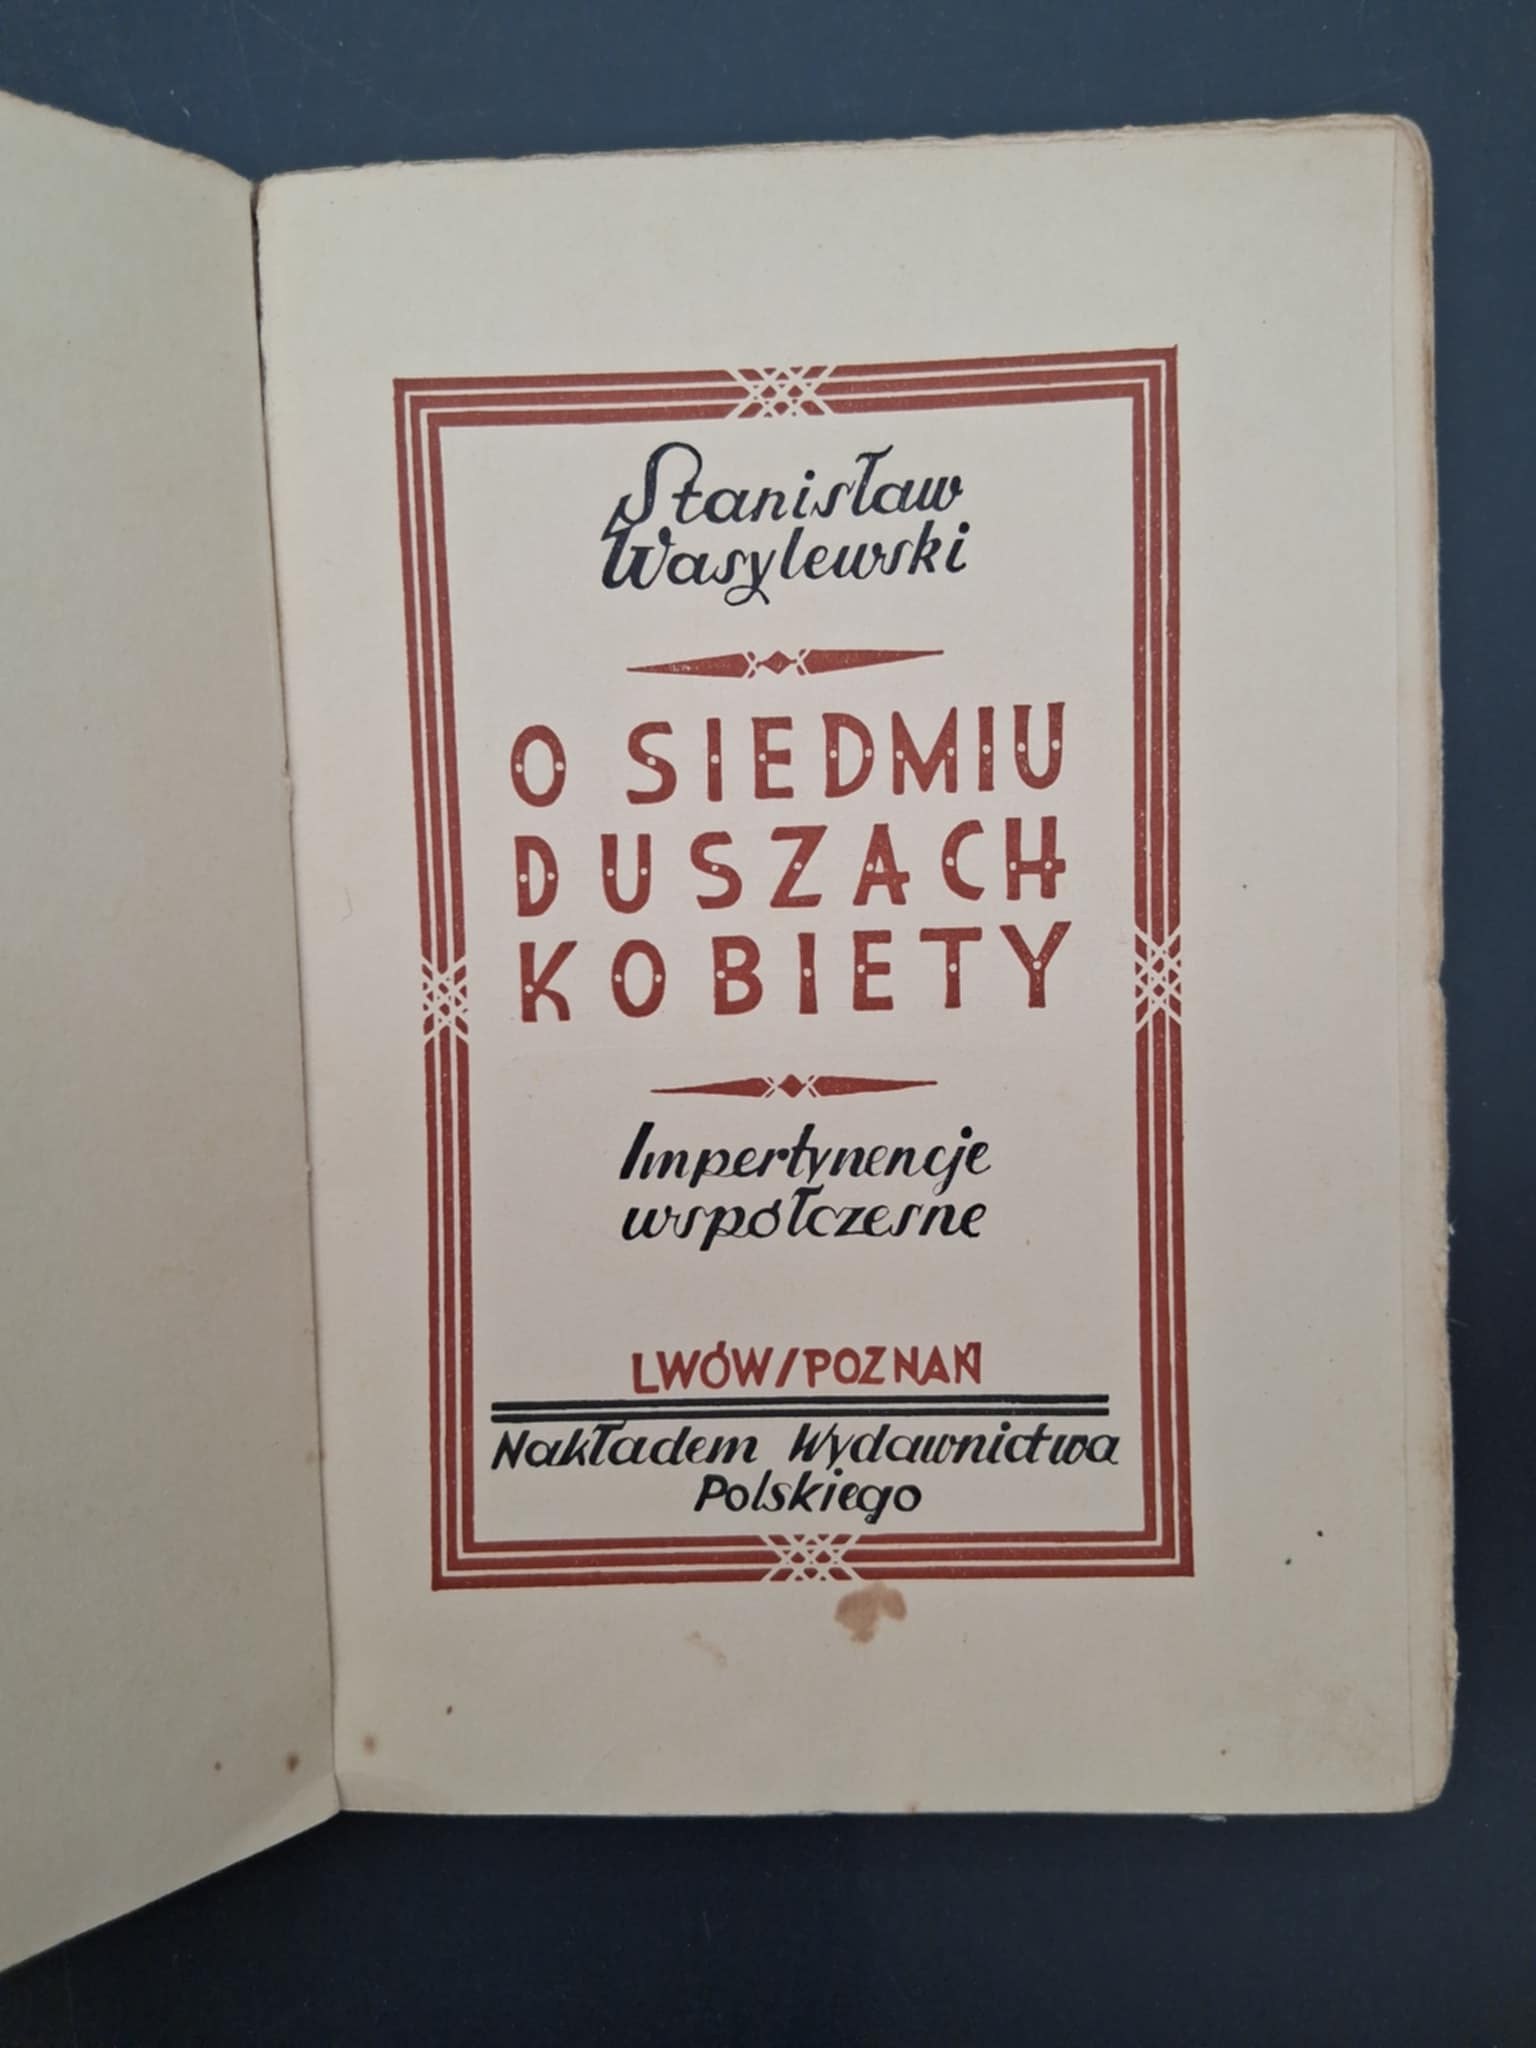 Stanisław
Wasylewski
O SIEDMIU
DUSZACH
KOBIETY
Impertynencje
współczesne
LWÓW/POZNAŃ
Nakładem Wydawnictwa
Polskiego